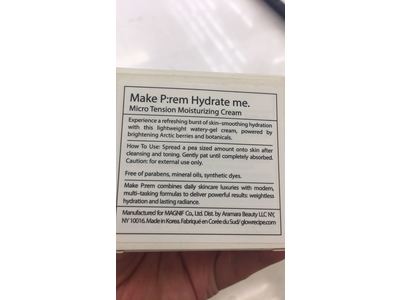 Make P:rem Hydrate me.
Micro Tension Moisturizing Cream
Experience a refreshing burst of skin-smoothing hydration
with this lightweight watery-gel cream, powered by
brightening Arctic berries and botanicals.
How To Use: Spread a pea sized amount onto skin after
cleansing and toning. Gently pat until completely absorbed.
Caution: for external use only.
Free of parabens, mineral oils, synthetic dyes.
Make P:rem combines daily skincare luxuries with modern,
multi-tasking formulas to deliver powerful results: weightless
hydration and lasting radiance.
Manufactured for MAGNIF Co., Ltd. Dist. by Aramara Beauty LLC NY,
NY 10016. Made in Korea. Fabriqué en Corée du Sud/ glowrecipe.com